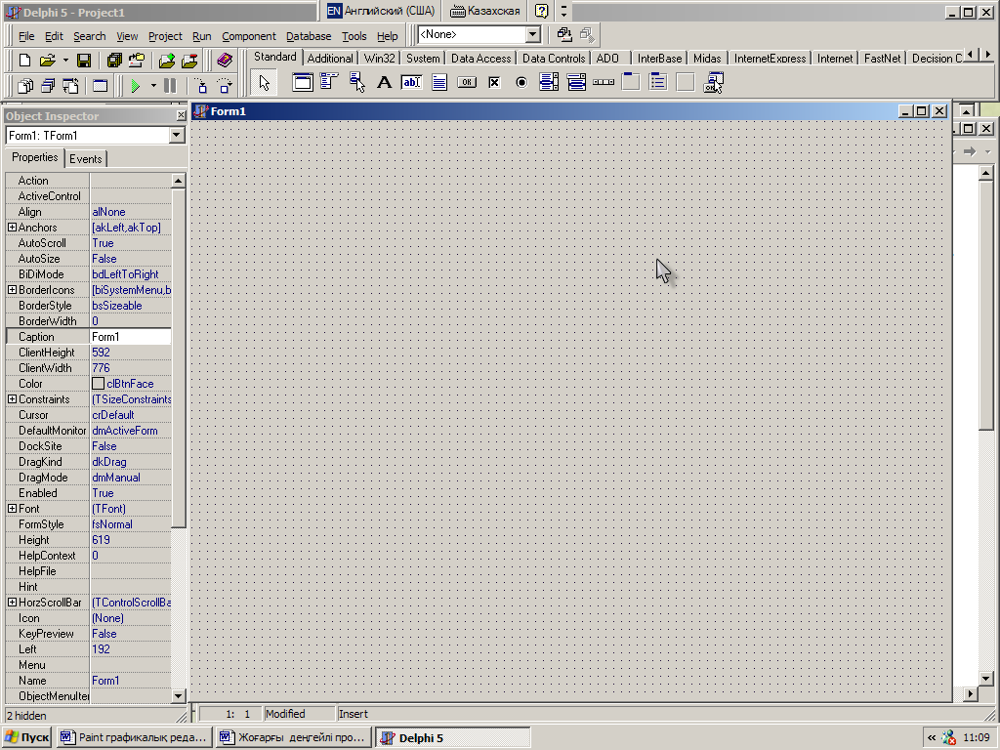 Delphi 5 - Project1
EN Английский (США) Казахская
File Edit Search View Project Run Component Database Tools Help <None>
Standard Additional Win32 System Data Access Data Controls ADO InterBase Midas InternetExpress Internet FastNet Decision C
Object Inspector
Form1: TForm1
Properties Events
Action
ActiveControl
Align alNone
Anchors [akLeft,akTop]
AutoScroll True
AutoSize False
BiDiMode bdLeftToRight
BorderIcons [biSystemMenu,b
BorderStyle bsSizeable
BorderWidth 0
Caption Form1
ClientHeight 592
ClientWidth 776
Color clBtnFace
Constraints (TSizeConstraints
Cursor crDefault
DefaultMonitor dmActiveForm
DockSite False
DragKind dkDrag
DragMode dmManual
Enabled True
Font (TFont)
FormStyle fsNormal
Height 619
HelpContext 0
HelpFile
Hint
HorzScrollBar (TControlScrollBa
Icon (None)
KeyPreview False
Left 192
Menu
Name Form1
ObjectMenuIter
2 hidden
Form1
1: 1 Modified Insert
Пуск Paint графикалық реда... Жоғарғы деңгейлі про... Delphi 5 « 11:09